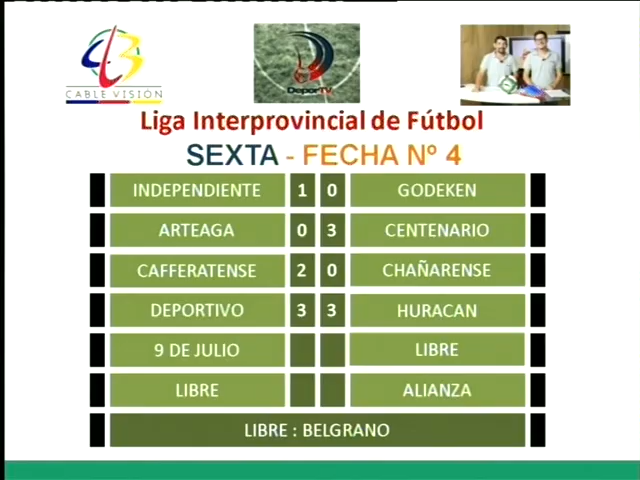 CABLE VISIÓN
DeporTV
Liga Interprovincial de Fútbol
SEXTA - FECHA Nº 4
INDEPENDIENTE 1 0 GODEKEN
ARTEAGA 0 3 CENTENARIO
CAFFERATENSE 2 0 CHAÑARENSE
DEPORTIVO 3 3 HURACAN
9 DE JULIO LIBRE
LIBRE ALIANZA
LIBRE : BELGRANO